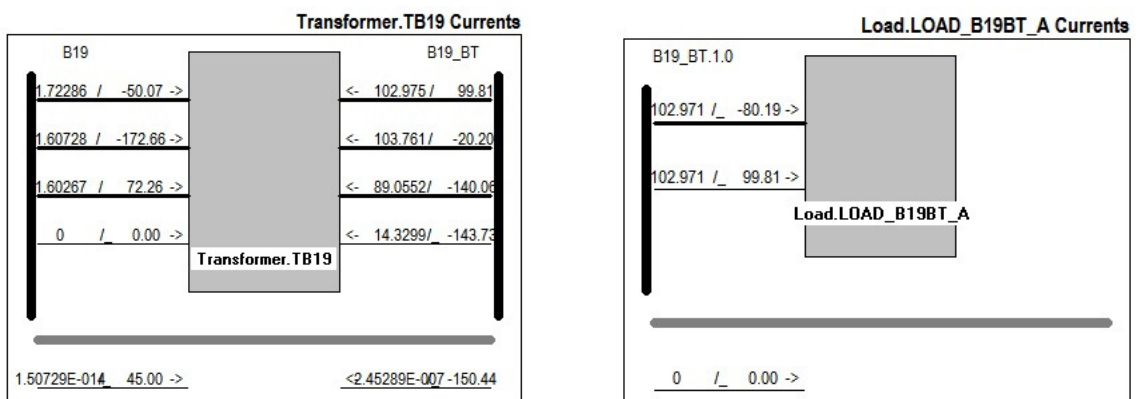 Transformer.TB19 Currents
B19 B19_BT
1.72286 /_ -50.07 -> <- 102.975 /_ 99.81
1.60728 /_ -172.66 -> <- 103.761 /_ -20.20
1.60267 /_ 72.26 -> <- 89.0552/_ -140.06
0 /_ 0.00 -> <- 14.3299/_ -143.73
Transformer.TB19
1.50729E-014 /_ 45.00 -> <-2.45289E-007 /_ -150.44
Load.LOAD_B19BT_A Currents
B19_BT.1.0
102.971 /_ -80.19 ->
102.971 /_ 99.81 ->
Load.LOAD_B19BT_A
0 /_ 0.00 ->